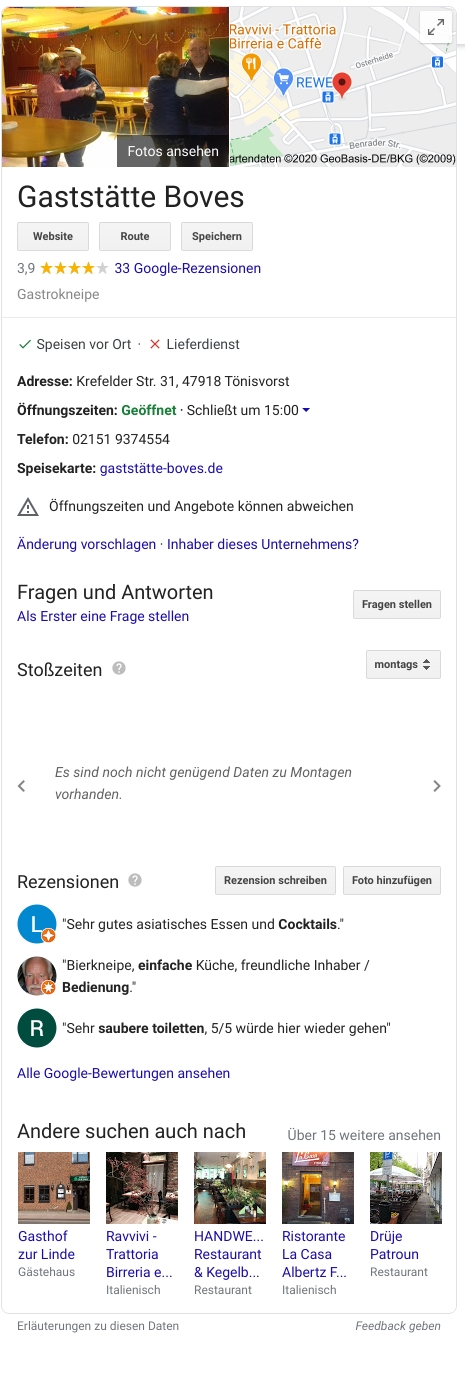 Ravvivi - Trattoria
Birreria e Caffè
REWE
Osterheide
Benrader Str.
Fotos ansehen
artendaten ©2020 GeoBasis-DE/BKG (©2009)
Gaststätte Boves
Website
Route
Speichern
3,9 33 Google-Rezensionen
Gastrokneipe
Speisen vor Ort · Lieferdienst
Adresse: Krefelder Str. 31, 47918 Tönisvorst
Öffnungszeiten: Geöffnet · Schließt um 15:00
Telefon: 02151 9374554
Speisekarte: gaststätte-boves.de
Öffnungszeiten und Angebote können abweichen
Änderung vorschlagen · Inhaber dieses Unternehmens?
Fragen und Antworten
Als Erster eine Frage stellen
Fragen stellen
Stoßzeiten ?
montags
Es sind noch nicht genügend Daten zu Montagen
vorhanden.
Rezensionen ?
Rezension schreiben
Foto hinzufügen
L
"Sehr gutes asiatisches Essen und Cocktails."
"Bierkneipe, einfache Küche, freundliche Inhaber /
Bedienung."
R
"Sehr saubere toiletten, 5/5 würde hier wieder gehen"
Alle Google-Bewertungen ansehen
Andere suchen auch nach
Über 15 weitere ansehen
Gasthof
zur Linde
Gästehaus
Ravvivi -
Trattoria
Birreria e...
Italienisch
HANDWE...
Restaurant
& Kegelb...
Restaurant
Ristorante
La Casa
Albertz F...
Italienisch
Drüje
Patroun
Restaurant
Erläuterungen zu diesen Daten
Feedback geben